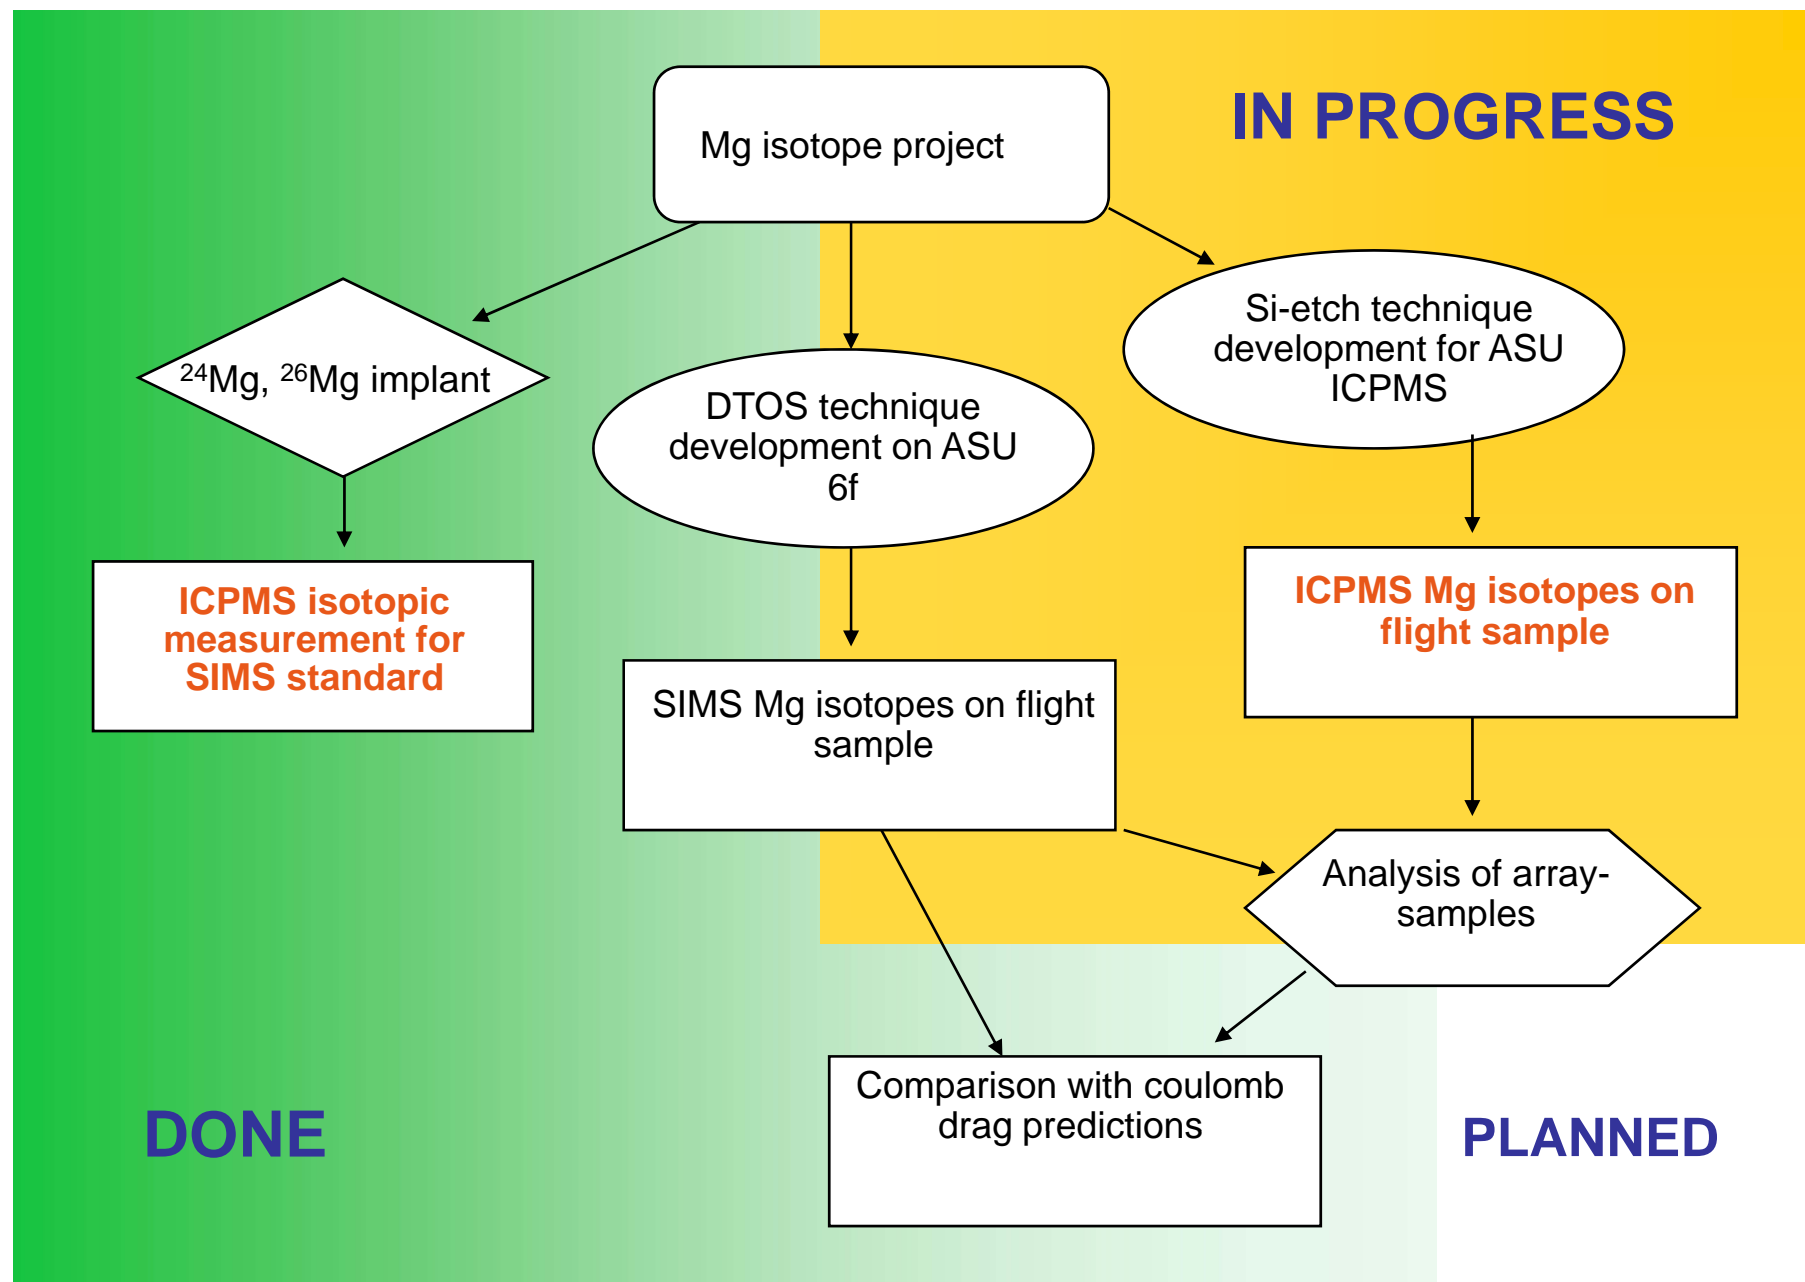 IN PROGRESS
Mg isotope project
Si-etch technique
development for ASU
ICPMS
²⁴Mg, ²⁶Mg implant
DTOS technique
development on ASU
6f
ICPMS isotopic
measurement for
SIMS standard
ICPMS Mg isotopes on
flight sample
SIMS Mg isotopes on flight
sample
Analysis of array-
samples
Comparison with coulomb
drag predictions
DONE
PLANNED